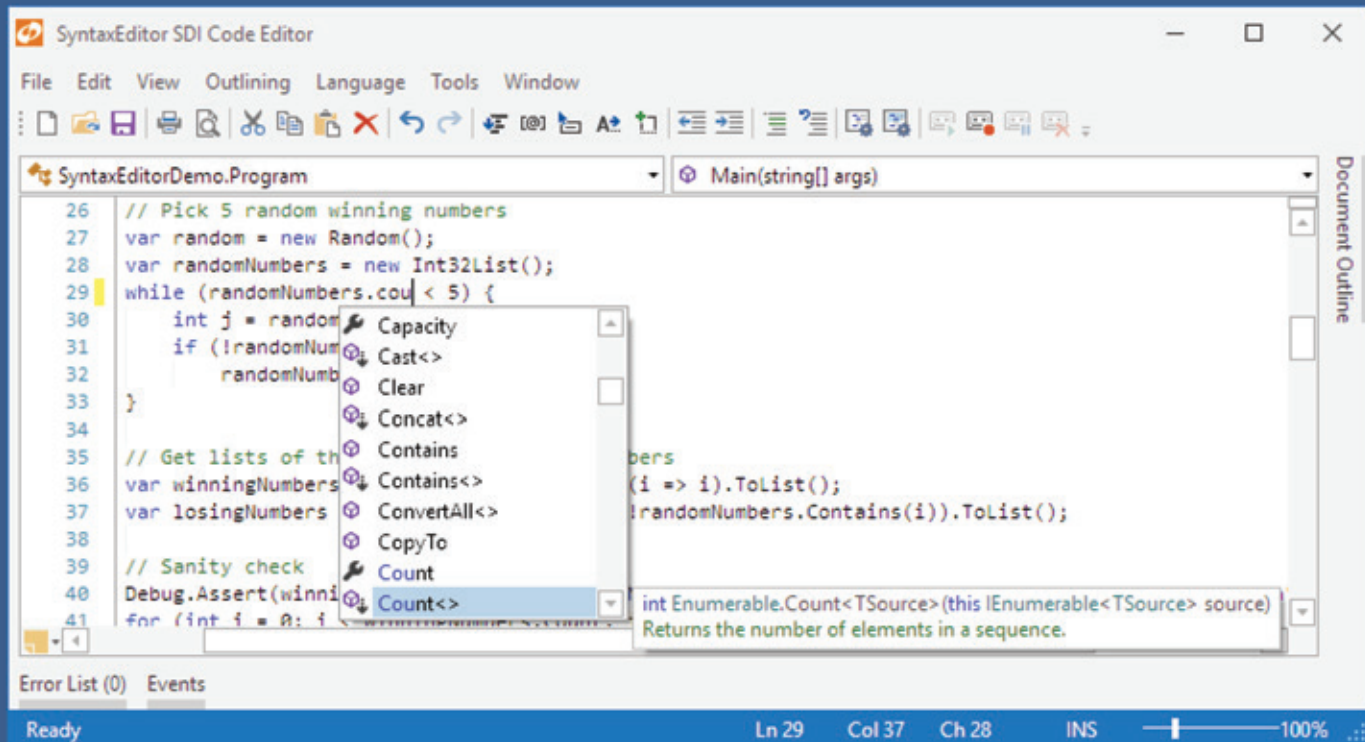 SyntaxEditor SDI Code Editor
File Edit View Outlining Language Tools Window
SyntaxEditorDemo.Program Main(string[] args)
Document Outline
26 // Pick 5 random winning numbers
27 var random = new Random();
28 var randomNumbers = new Int32List();
29 while (randomNumbers.cou < 5) {
30 int j = random
31 if (!randomNum
32 randomNumb
33 }
34
35 // Get lists of th bers
36 var winningNumbers (i => i).ToList();
37 var losingNumbers !randomNumbers.Contains(i)).ToList();
38
39 // Sanity check
40 Debug.Assert(winni
41 for (int i = 0; i <
Capacity
Cast<>
Clear
Concat<>
Contains
Contains<>
ConvertAll<>
CopyTo
Count
Count<>
int Enumerable.Count<TSource>(this IEnumerable<TSource> source)
Returns the number of elements in a sequence.
Error List (0) Events
Ready Ln 29 Col 37 Ch 28 INS 100%